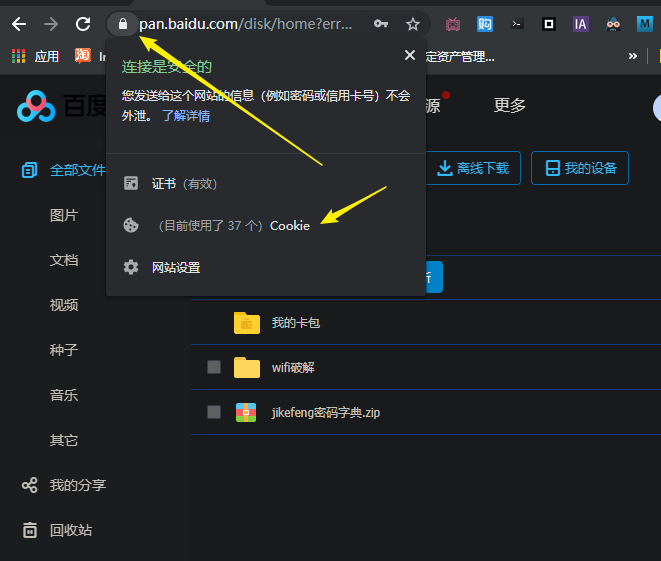 pan.baidu.com/disk/home?err...
应用
淘
In
定资产管理...
»
连接是安全的
您发送给这个网站的信息（例如密码或信用卡号）不会
外泄。 了解详情
证书（有效）
（目前使用了 37 个）Cookie
网站设置
百度
源
更多
全部文件
离线下载
我的设备
图片
文档
视频
种子
音乐
其它
我的分享
回收站
我的卡包
wifi破解
jikefeng密码字典.zip
购
IA
M